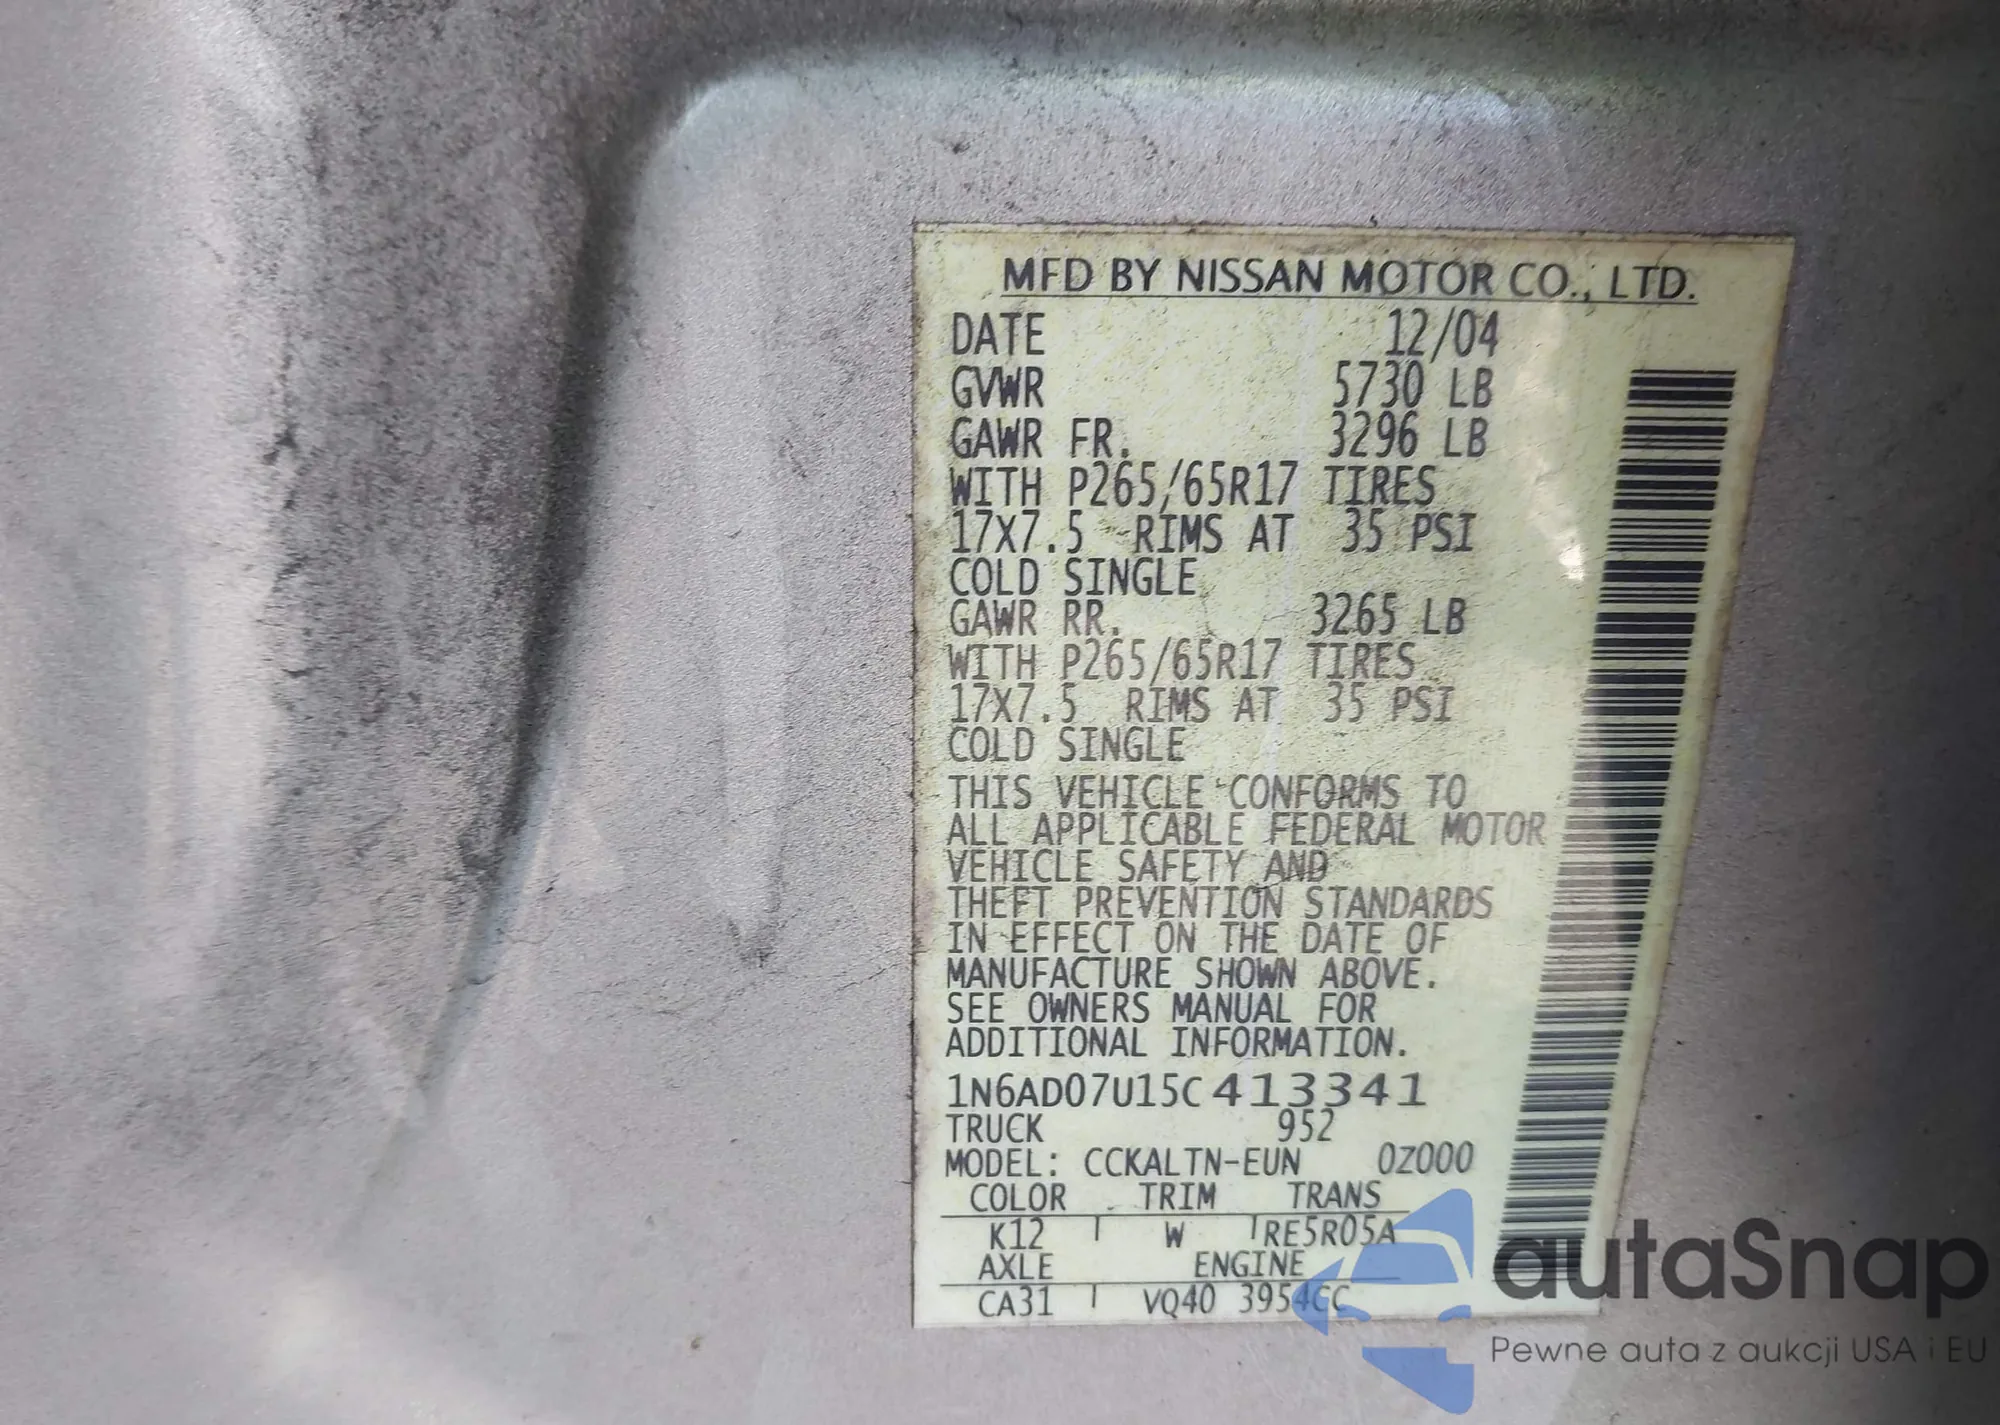 MFD BY NISSAN MOTOR CO., LTD.
DATE 12/04
GVWR 5730 LB
GAWR FR. 3296 LB
WITH P265/65R17 TIRES
17X7.5 RIMS AT 35 PSI
COLD SINGLE
GAWR RR. 3265 LB
WITH P265/65R17 TIRES
17X7.5 RIMS AT 35 PSI
COLD SINGLE
THIS VEHICLE CONFORMS TO
ALL APPLICABLE FEDERAL MOTOR
VEHICLE SAFETY AND
THEFT PREVENTION STANDARDS
IN EFFECT ON THE DATE OF
MANUFACTURE SHOWN ABOVE.
SEE OWNERS MANUAL FOR
ADDITIONAL INFORMATION.
1N6AD07U15C413341
TRUCK 952
MODEL: CCKALTN-EUN 0Z000
COLOR TRIM TRANS
K12 W RE5R05A
AXLE ENGINE
CA31 VQ40 3954CC
autaSnap
Pewne auta z aukcji USA i EU